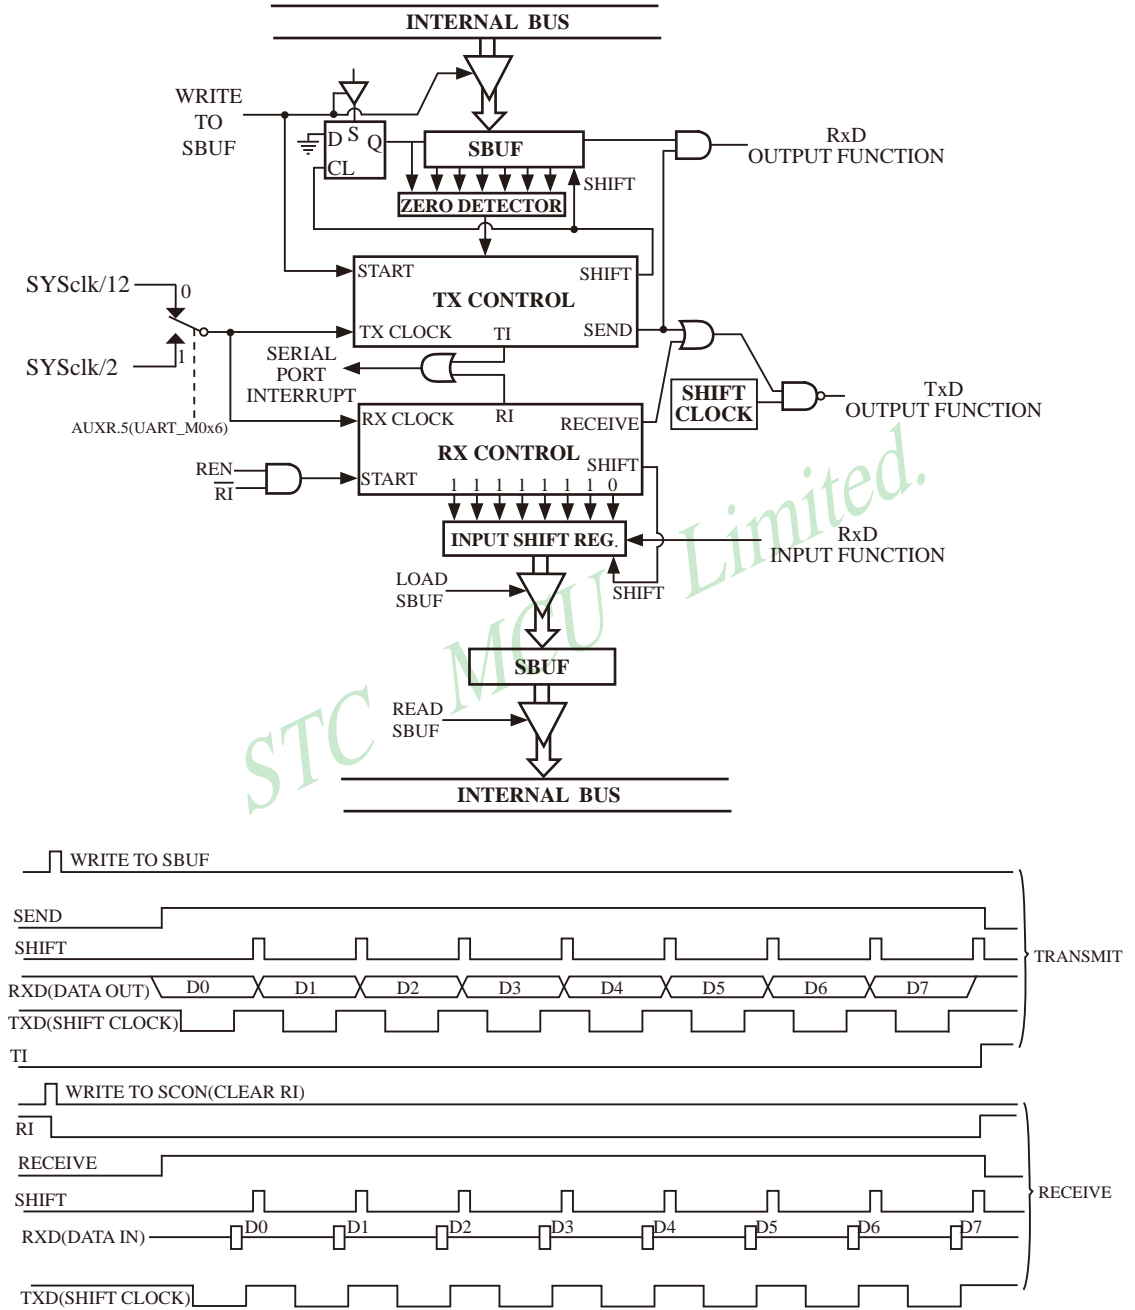 INTERNAL BUS
WRITE
TO
SBUF
D S Q
CL
SBUF
RxD
OUTPUT FUNCTION
SHIFT
ZERO DETECTOR
START
SHIFT
TX CONTROL
TX CLOCK
TI
SEND
SYSclk/12
0
1
SYSclk/2
AUXR.5(UART_M0x6)
SERIAL
PORT
INTERRUPT
SHIFT
CLOCK
TxD
OUTPUT FUNCTION
RX CLOCK
RI
RECEIVE
RX CONTROL
SHIFT
REN
RI
START
1 1 1 1 1 1 1 0
INPUT SHIFT REG.
RxD
INPUT FUNCTION
LOAD
SBUF
SHIFT
SBUF
READ
SBUF
INTERNAL BUS
STC MCU Limited.
WRITE TO SBUF
SEND
SHIFT
TRANSMIT
RXD(DATA OUT)
D0 D1 D2 D3 D4 D5 D6 D7
TXD(SHIFT CLOCK)
TI
WRITE TO SCON(CLEAR RI)
RI
RECEIVE
SHIFT
RECEIVE
RXD(DATA IN)
D0 D1 D2 D3 D4 D5 D6 D7
TXD(SHIFT CLOCK)